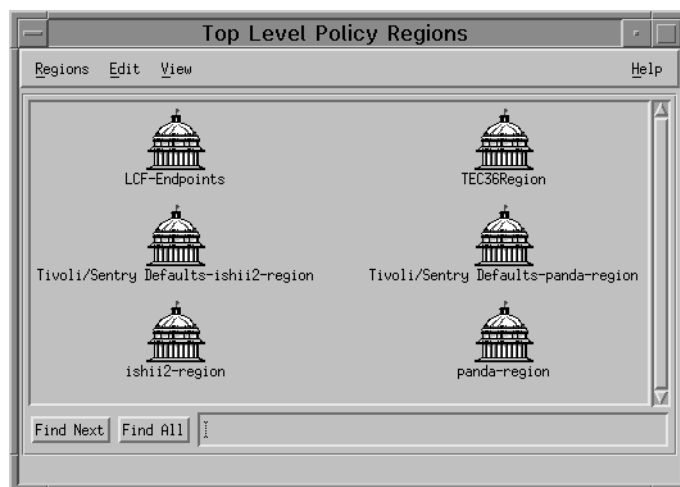 Top Level Policy Regions
Regions Edit View Help
LCF-Endpoints TEC36Region
Tivoli/Sentry Defaults-ishii2-region Tivoli/Sentry Defaults-panda-region
ishii2-region panda-region
Find Next Find All